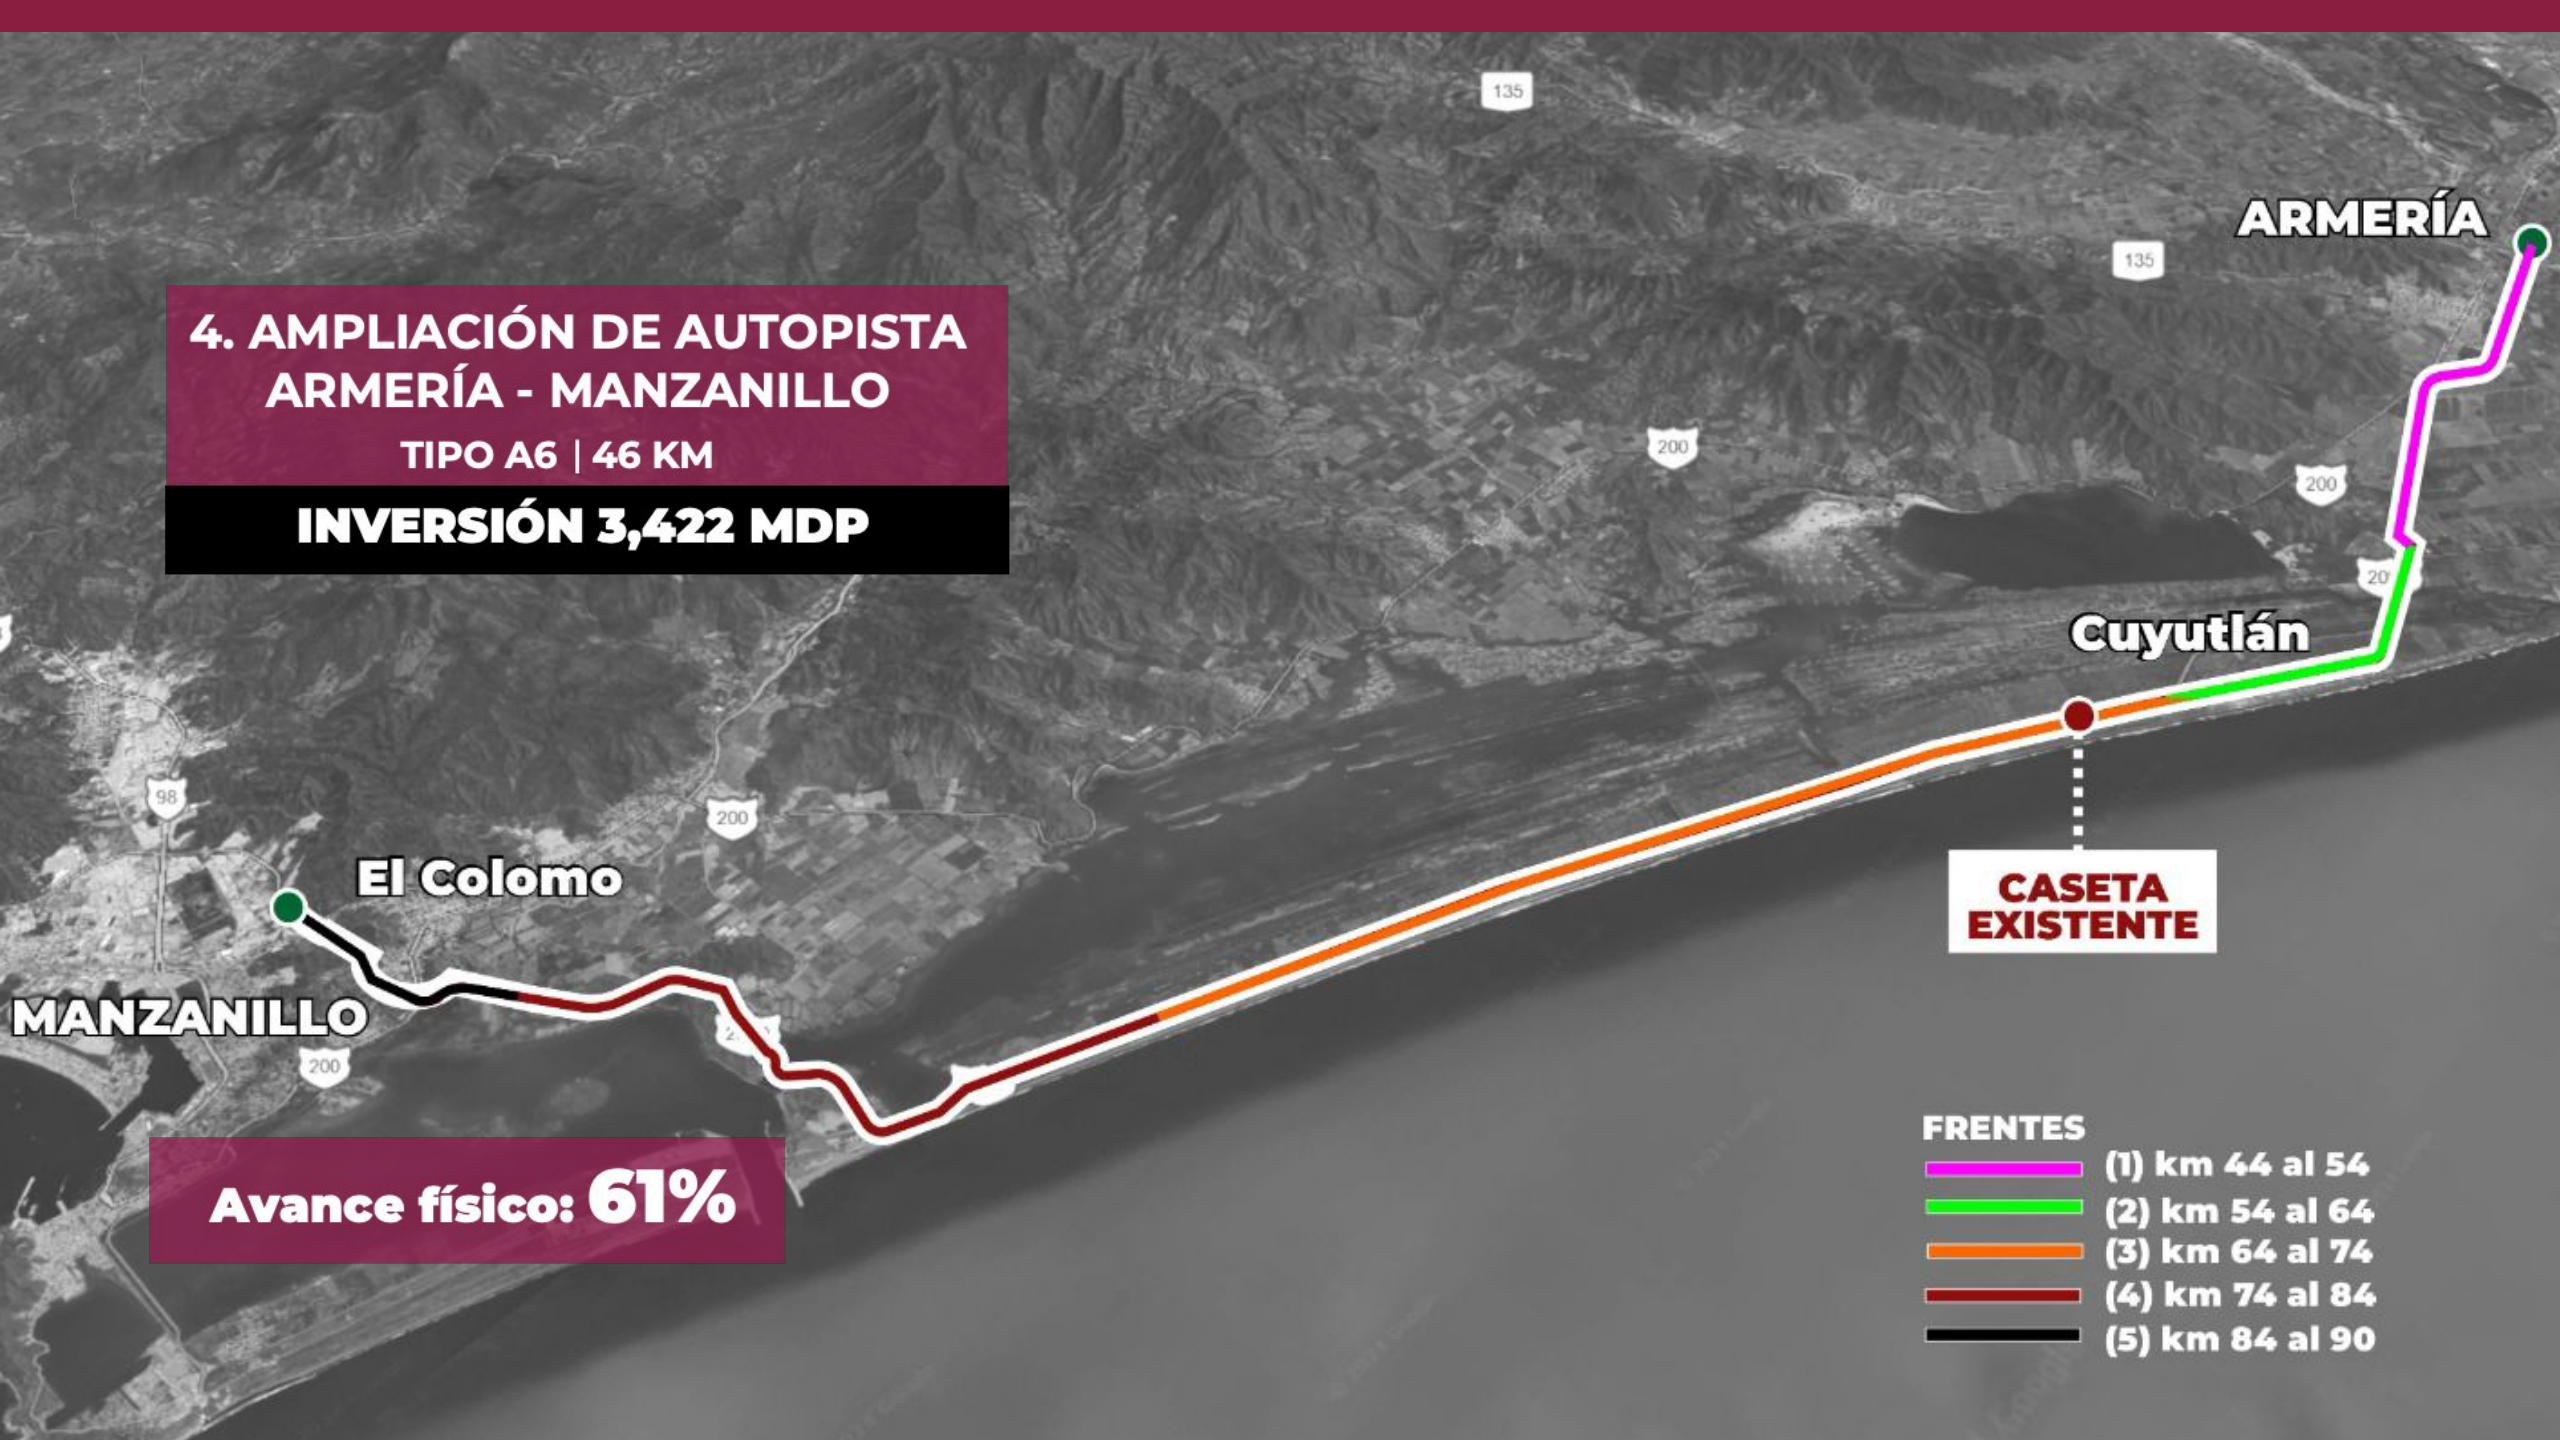 135
ARMERÍA
135
4. AMPLIACIÓN DE AUTOPISTA
ARMERÍA - MANZANILLO
TIPO A6 | 46 KM
INVERSIÓN 3,422 MDP
200
200
20
Cuyutlán
98
200
El Colomo
CASETA
EXISTENTE
MANZANILLO
200
FRENTES
(1) km 44 al 54
(2) km 54 al 64
(3) km 64 al 74
(4) km 74 al 84
(5) km 84 al 90
Avance físico: 61%